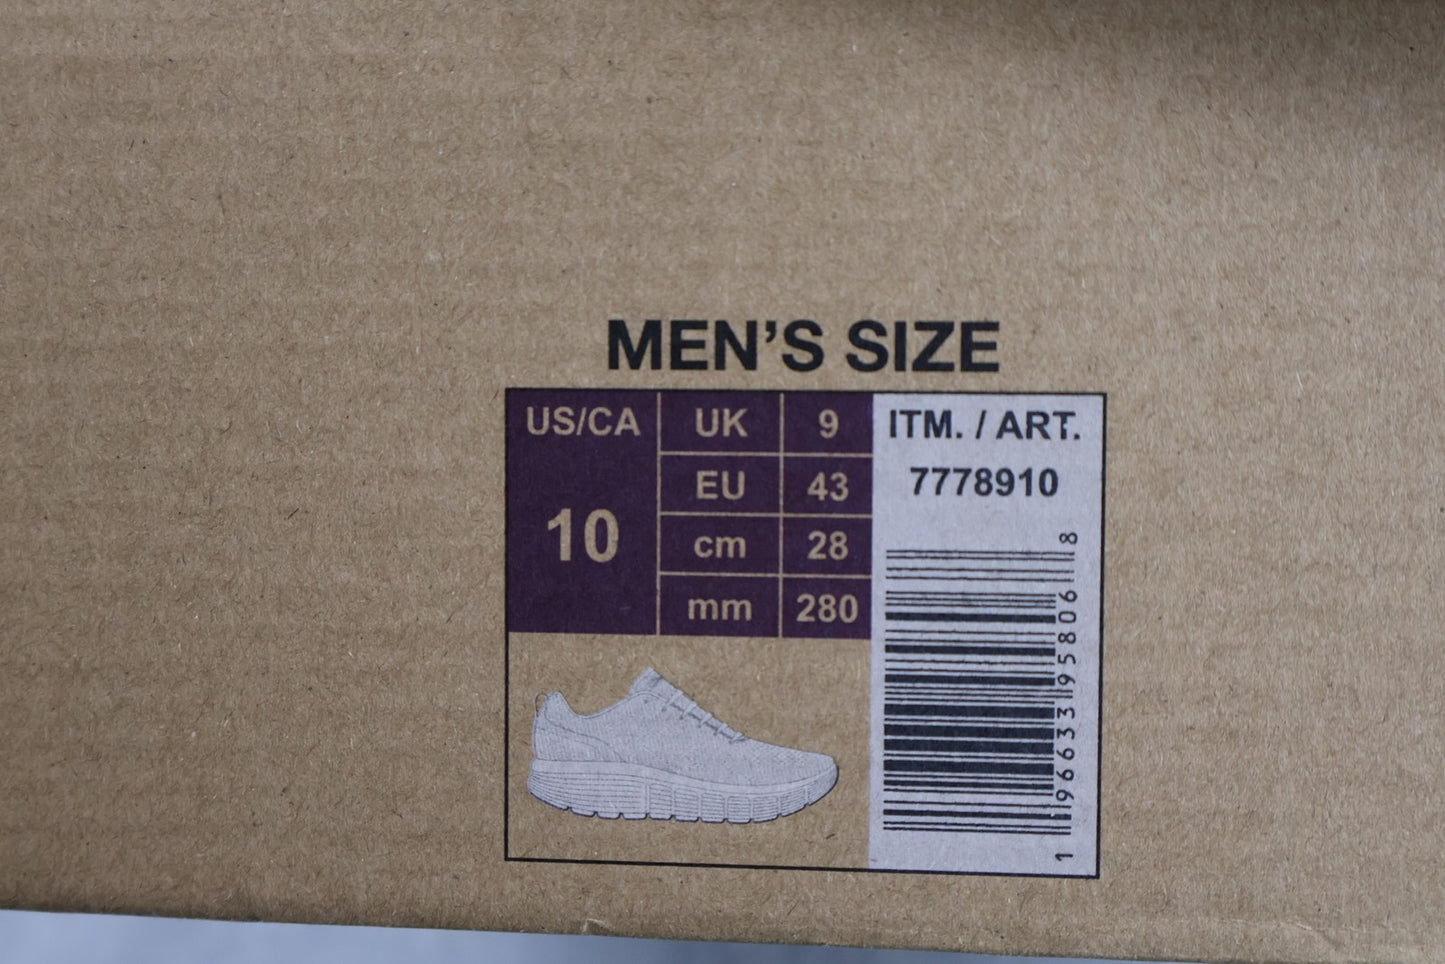 MEN'S SIZE
US/CA
10
UK 9
EU 43
cm 28
mm 280
ITM. / ART.
7778910
1 96633 95806 8